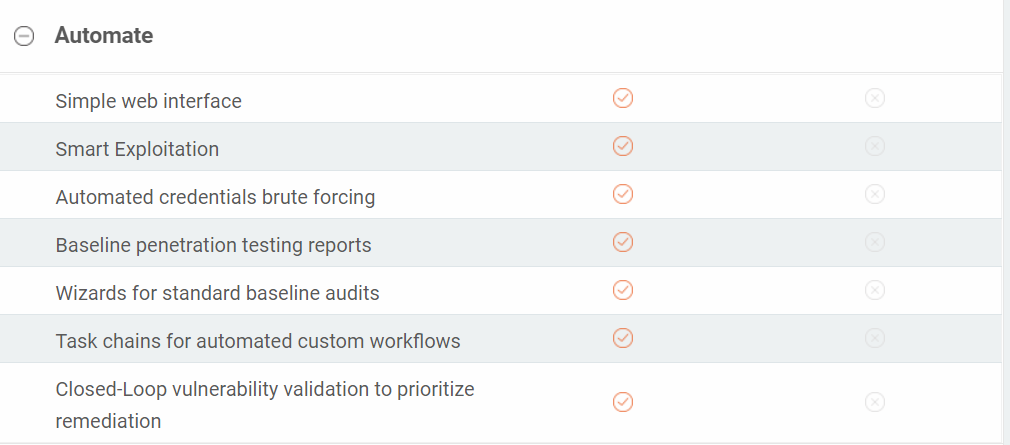 Automate
Simple web interface
Smart Exploitation
Automated credentials brute forcing
Baseline penetration testing reports
Wizards for standard baseline audits
Task chains for automated custom workflows
Closed-Loop vulnerability validation to prioritize
remediation